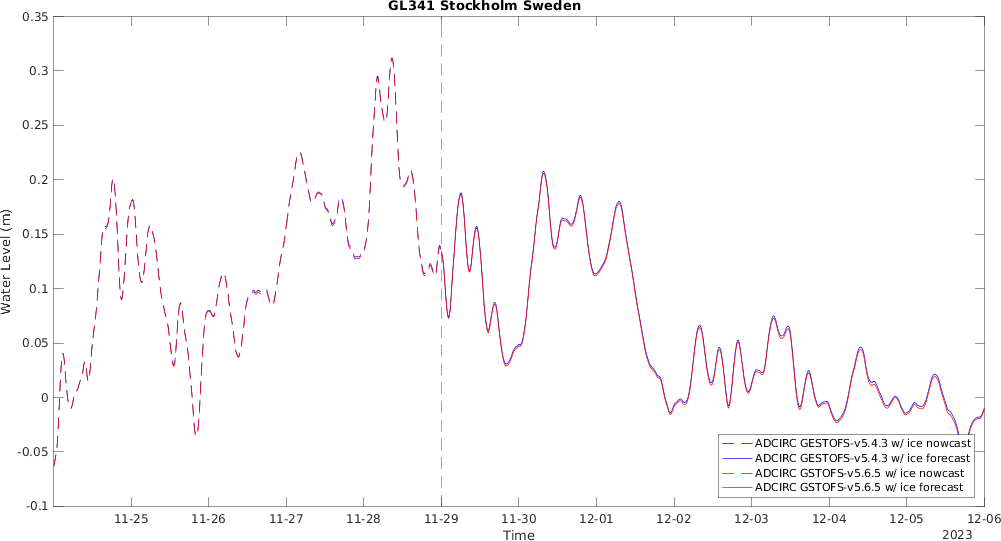 GL341 Stockholm Sweden
0.35
0.3
0.25
0.2
0.15
0.1
0.05
0
-0.05
-0.1
Water Level (m)
ADCIRC GESTOFS-v5.4.3 w/ ice nowcast
ADCIRC GESTOFS-v5.4.3 w/ ice forecast
ADCIRC GSTOFS-v5.6.5 w/ ice nowcast
ADCIRC GSTOFS-v5.6.5 w/ ice forecast
11-25 11-26 11-27 11-28 11-29 11-30 12-01 12-02 12-03 12-04 12-05 12-06
Time
2023